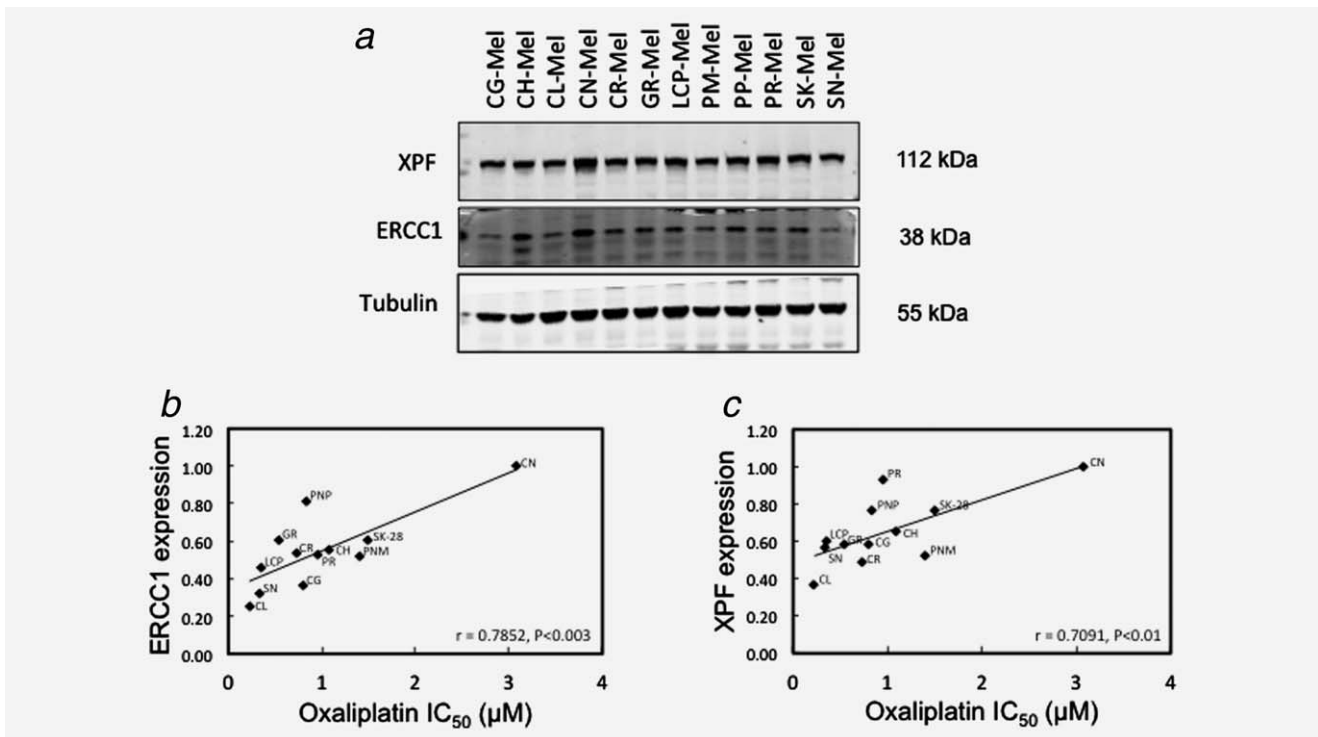 a
CG-Mel
CH-Mel
CL-Mel
CN-Mel
CR-Mel
GR-Mel
LCP-Mel
PM-Mel
PP-Mel
PR-Mel
SK-Mel
SN-Mel
XPF
112 kDa
ERCC1
38 kDa
Tubulin
55 kDa
b
ERCC1 expression
1.20
1.00
0.80
0.60
0.40
0.20
0.00
CN
PNP
GR
SK-28
CR
CH
PNM
PR
LCP
CG
SN
CL
r = 0.7852, P<0.003
0 1 2 3 4
Oxaliplatin IC50 (µM)
c
XPF expression
1.20
1.00
0.80
0.60
0.40
0.20
0.00
CN
PR
PNP
SK-28
CH
LCP
GR
CG
SN
PNM
CR
CL
r = 0.7091, P<0.01
0 1 2 3 4
Oxaliplatin IC50 (µM)